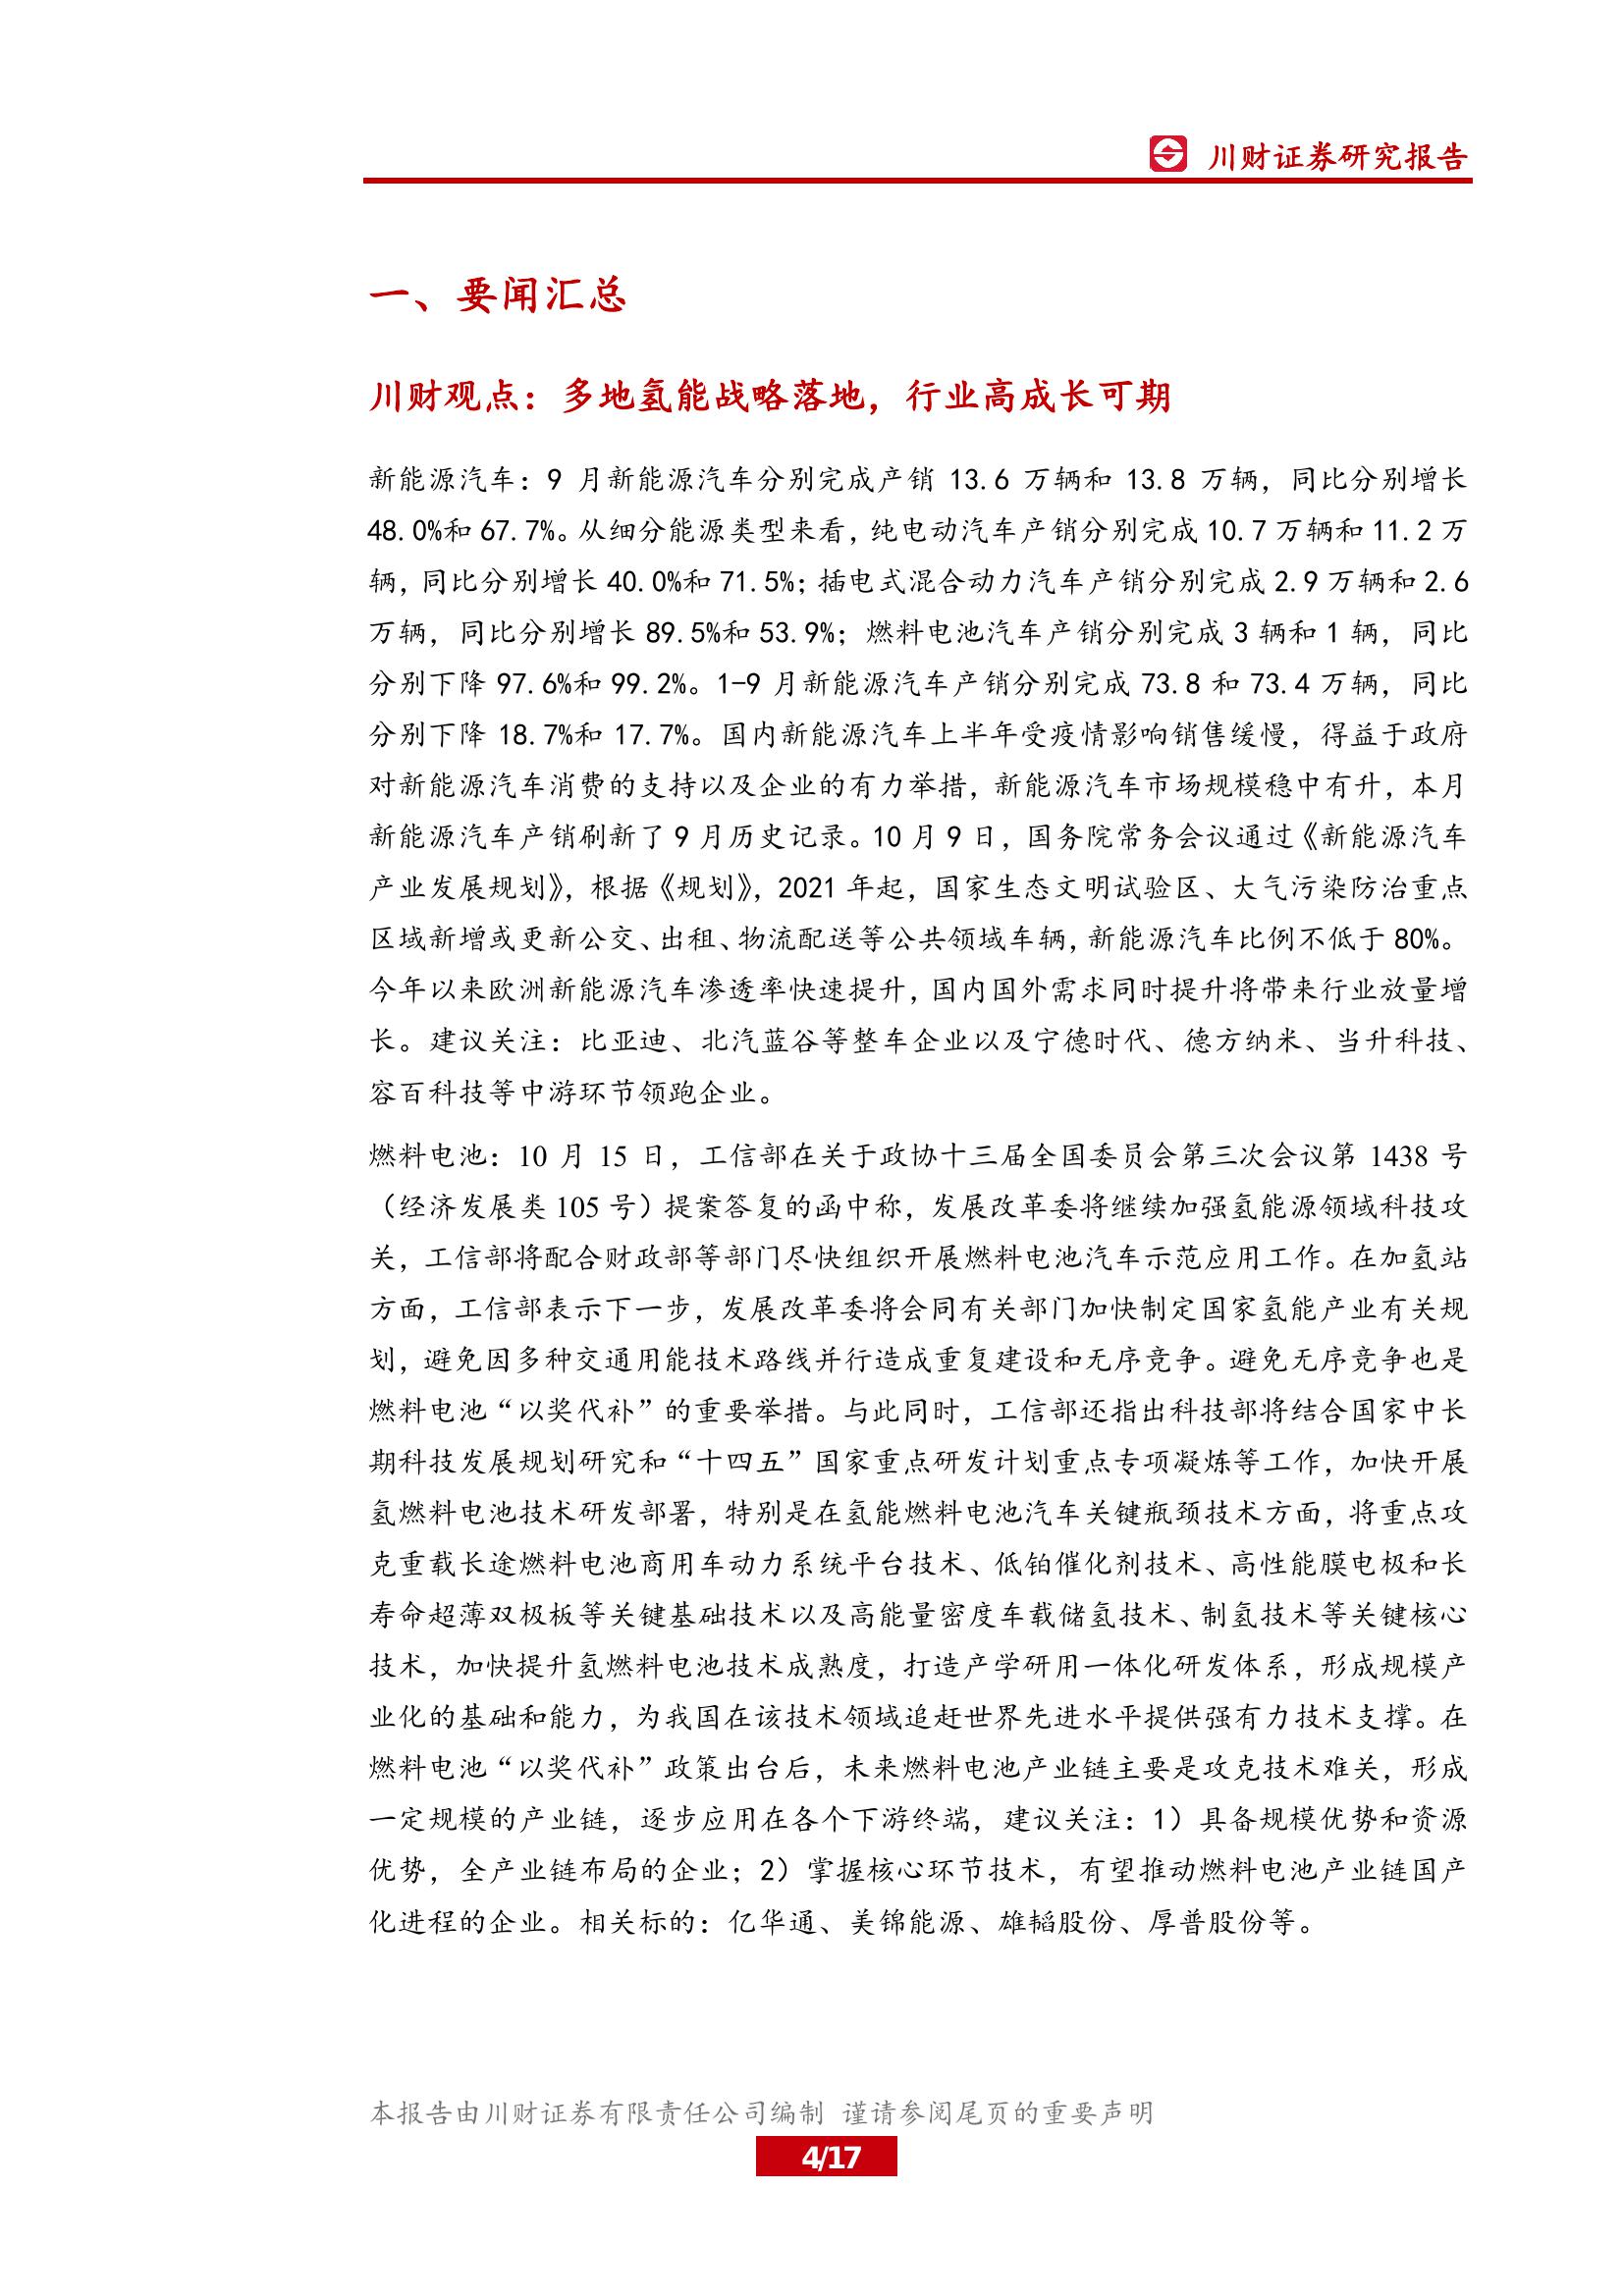 川财证券研究报告
一、要闻汇总
川财观点：多地氢能战略落地，行业高成长可期
新能源汽车：9 月新能源汽车分别完成产销 13.6 万辆和 13.8 万辆，同比分别增长
48.0%和 67.7%。从细分能源类型来看，纯电动汽车产销分别完成 10.7 万辆和 11.2 万
辆，同比分别增长 40.0%和 71.5%；插电式混合动力汽车产销分别完成 2.9 万辆和 2.6
万辆，同比分别增长 89.5%和 53.9%；燃料电池汽车产销分别完成 3 辆和 1 辆，同比
分别下降 97.6%和 99.2%。1-9 月新能源汽车产销分别完成 73.8 和 73.4 万辆，同比
分别下降 18.7%和 17.7%。国内新能源汽车上半年受疫情影响销售缓慢，得益于政府
对新能源汽车消费的支持以及企业的有力举措，新能源汽车市场规模稳中有升，本月
新能源汽车产销刷新了 9 月历史记录。10 月 9 日，国务院常务会议通过《新能源汽车
产业发展规划》，根据《规划》，2021 年起，国家生态文明试验区、大气污染防治重点
区域新增或更新公交、出租、物流配送等公共领域车辆，新能源汽车比例不低于 80%。
今年以来欧洲新能源汽车渗透率快速提升，国内国外需求同时提升将带来行业放量增
长。建议关注：比亚迪、北汽蓝谷等整车企业以及宁德时代、德方纳米、当升科技、
容百科技等中游环节领跑企业。
燃料电池：10 月 15 日，工信部在关于政协十三届全国委员会第三次会议第 1438 号
（经济发展类 105 号）提案答复的函中称，发展改革委将继续加强氢能源领域科技攻
关，工信部将配合财政部等部门尽快组织开展燃料电池汽车示范应用工作。在加氢站
方面，工信部表示下一步，发展改革委将会同有关部门加快制定国家氢能产业有关规
划，避免因多种交通用能技术路线并行造成重复建设和无序竞争。避免无序竞争也是
燃料电池“以奖代补”的重要举措。与此同时，工信部还指出科技部将结合国家中长
期科技发展规划研究和“十四五”国家重点研发计划重点专项凝炼等工作，加快开展
氢燃料电池技术研发部署，特别是在氢能燃料电池汽车关键瓶颈技术方面，将重点攻
克重载长途燃料电池商用车动力系统平台技术、低铂催化剂技术、高性能膜电极和长
寿命超薄双极板等关键基础技术以及高能量密度车载储氢技术、制氢技术等关键核心
技术，加快提升氢燃料电池技术成熟度，打造产学研用一体化研发体系，形成规模产
业化的基础和能力，为我国在该技术领域追赶世界先进水平提供强有力技术支撑。在
燃料电池“以奖代补”政策出台后，未来燃料电池产业链主要是攻克技术难关，形成
一定规模的产业链，逐步应用在各个下游终端，建议关注：1）具备规模优势和资源
优势，全产业链布局的企业；2）掌握核心环节技术，有望推动燃料电池产业链国产
化进程的企业。相关标的：亿华通、美锦能源、雄韬股份、厚普股份等。
本报告由川财证券有限责任公司编制 谨请参阅尾页的重要声明
4/17